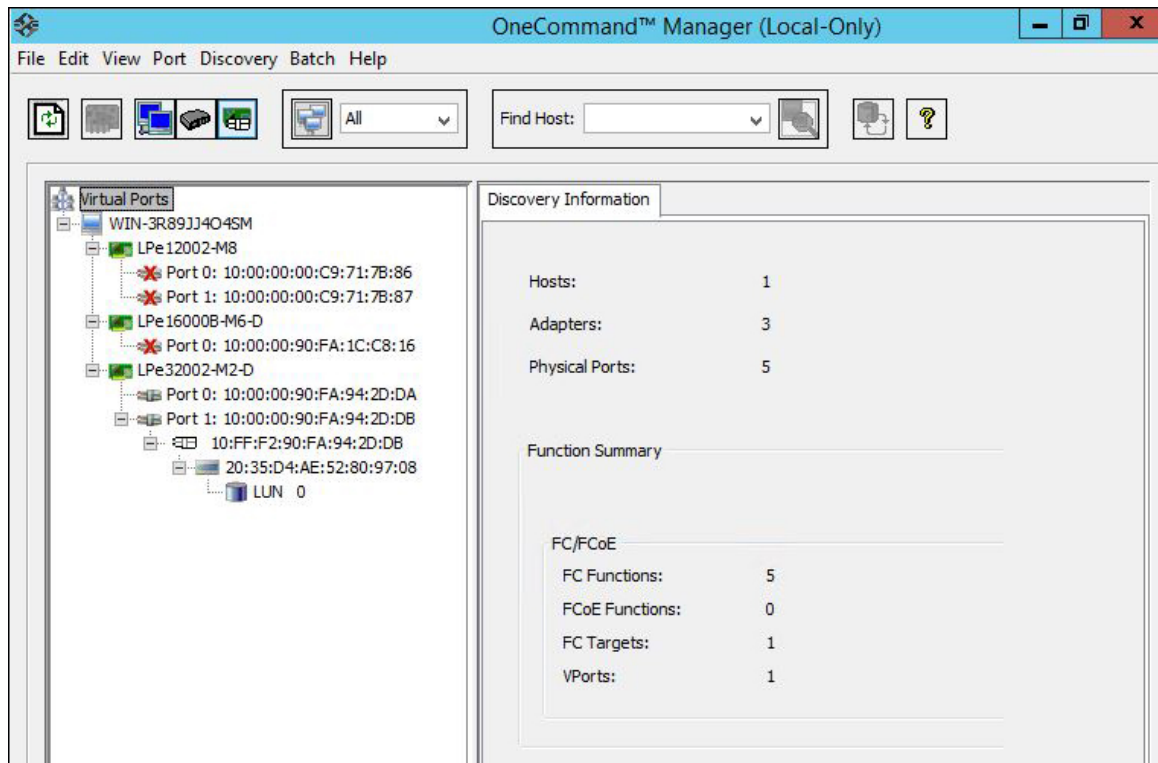 OneCommand™ Manager (Local-Only)
File Edit View Port Discovery Batch Help
All
Find Host:
Virtual Ports
WIN-3R89JJ4O4SM
LPe12002-M8
Port 0: 10:00:00:00:C9:71:7B:86
Port 1: 10:00:00:00:C9:71:7B:87
LPe16000B-M6-D
Port 0: 10:00:00:90:FA:1C:C8:16
LPe32002-M2-D
Port 0: 10:00:00:90:FA:94:2D:DA
Port 1: 10:00:00:90:FA:94:2D:DB
10:FF:F2:90:FA:94:2D:DB
20:35:D4:AE:52:80:97:08
LUN 0
Discovery Information
Hosts: 1
Adapters: 3
Physical Ports: 5
Function Summary
FC/FCoE
FC Functions: 5
FCoE Functions: 0
FC Targets: 1
VPorts: 1